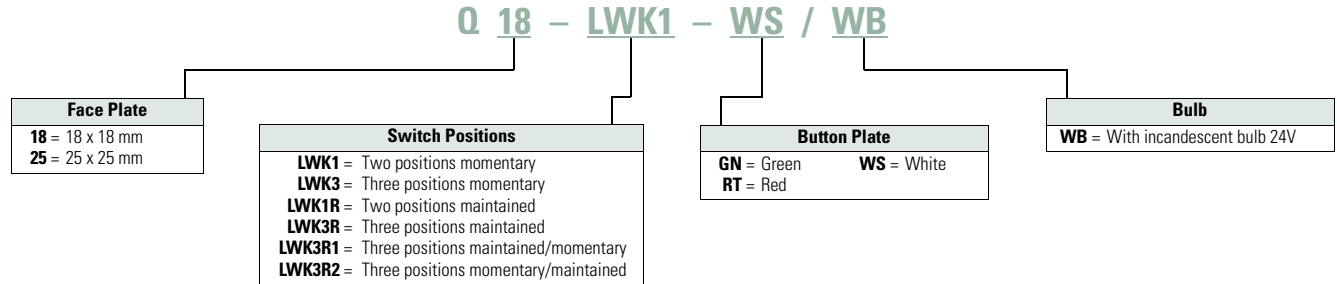 Q 18 – LWK1 – WS / WB
Face Plate
18 = 18 x 18 mm
25 = 25 x 25 mm
Switch Positions
LWK1 = Two positions momentary
LWK3 = Three positions momentary
LWK1R = Two positions maintained
LWK3R = Three positions maintained
LWK3R1 = Three positions maintained/momentary
LWK3R2 = Three positions momentary/maintained
Button Plate
GN = Green WS = White
RT = Red
Bulb
WB = With incandescent bulb 24V